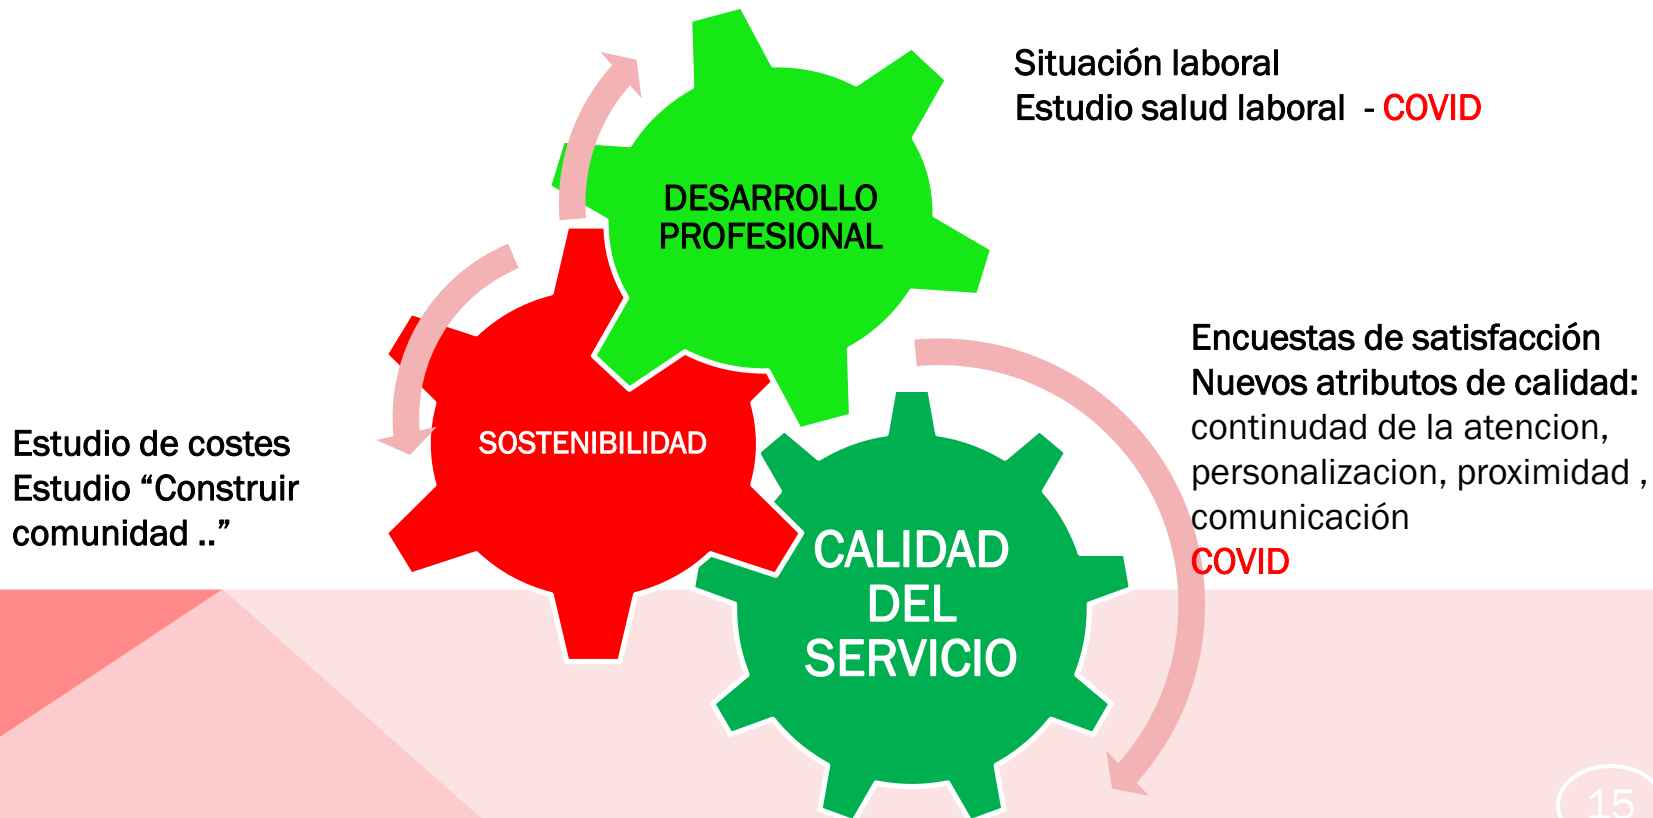 Situación laboral
Estudio salud laboral - COVID
DESARROLLO
PROFESIONAL
Encuestas de satisfacción
Nuevos atributos de calidad:
continudad de la atencion,
personalizacion, proximidad ,
comunicación
COVID
SOSTENIBILIDAD
Estudio de costes
Estudio “Construir
comunidad ..”
CALIDAD
DEL
SERVICIO
15